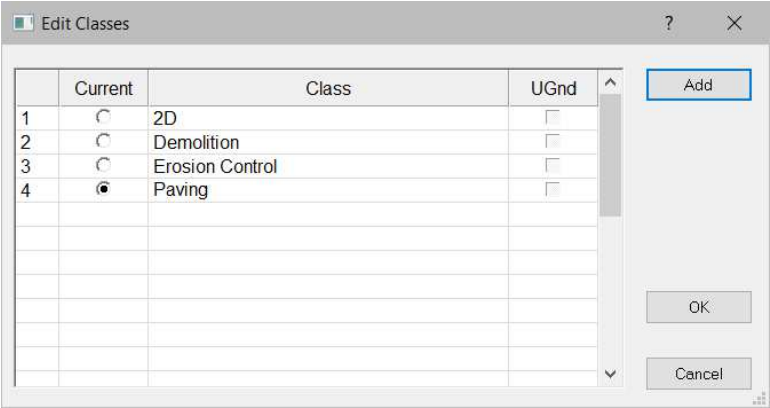 Edit Classes ?
Current Class UGnd Add
1 2D
2 Demolition
3 Erosion Control
4 Paving
OK
Cancel